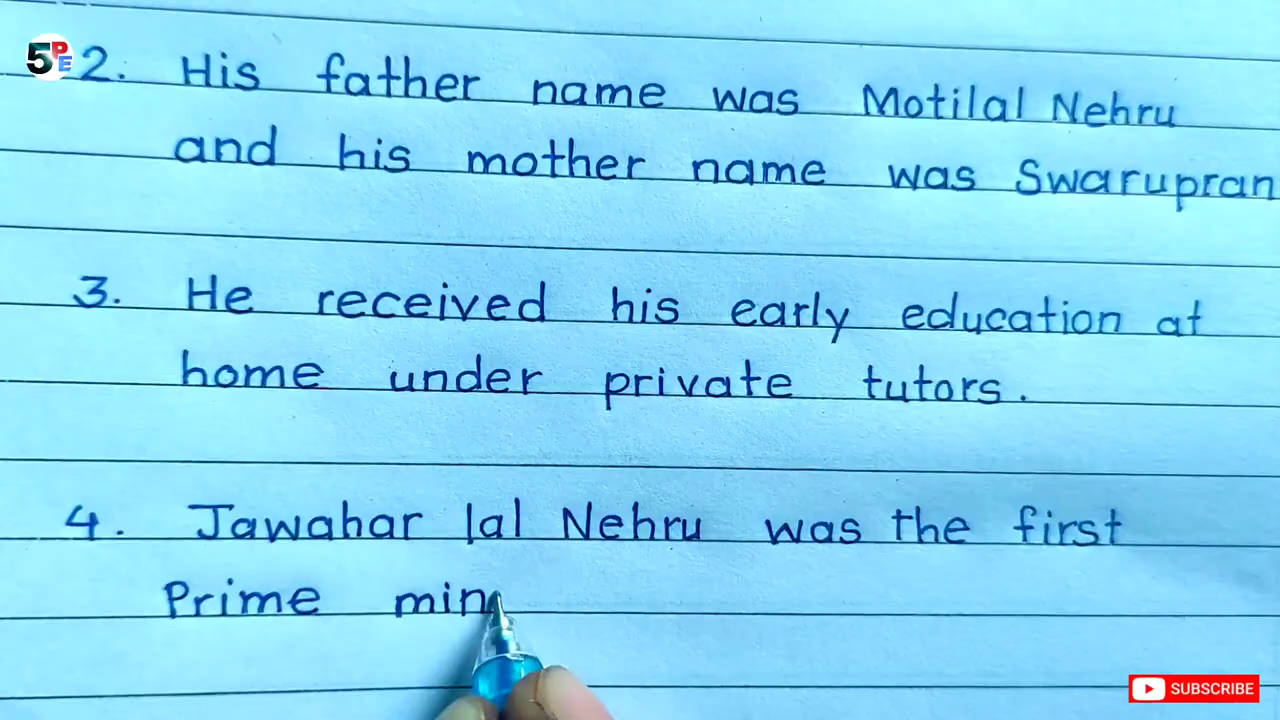 5PE
2. His father name was Motilal Nehru
and his mother name was Swarupran
3. He received his early education at
home under private tutors.
4. Jawahar lal Nehru was the first
Prime min
SUBSCRIBE